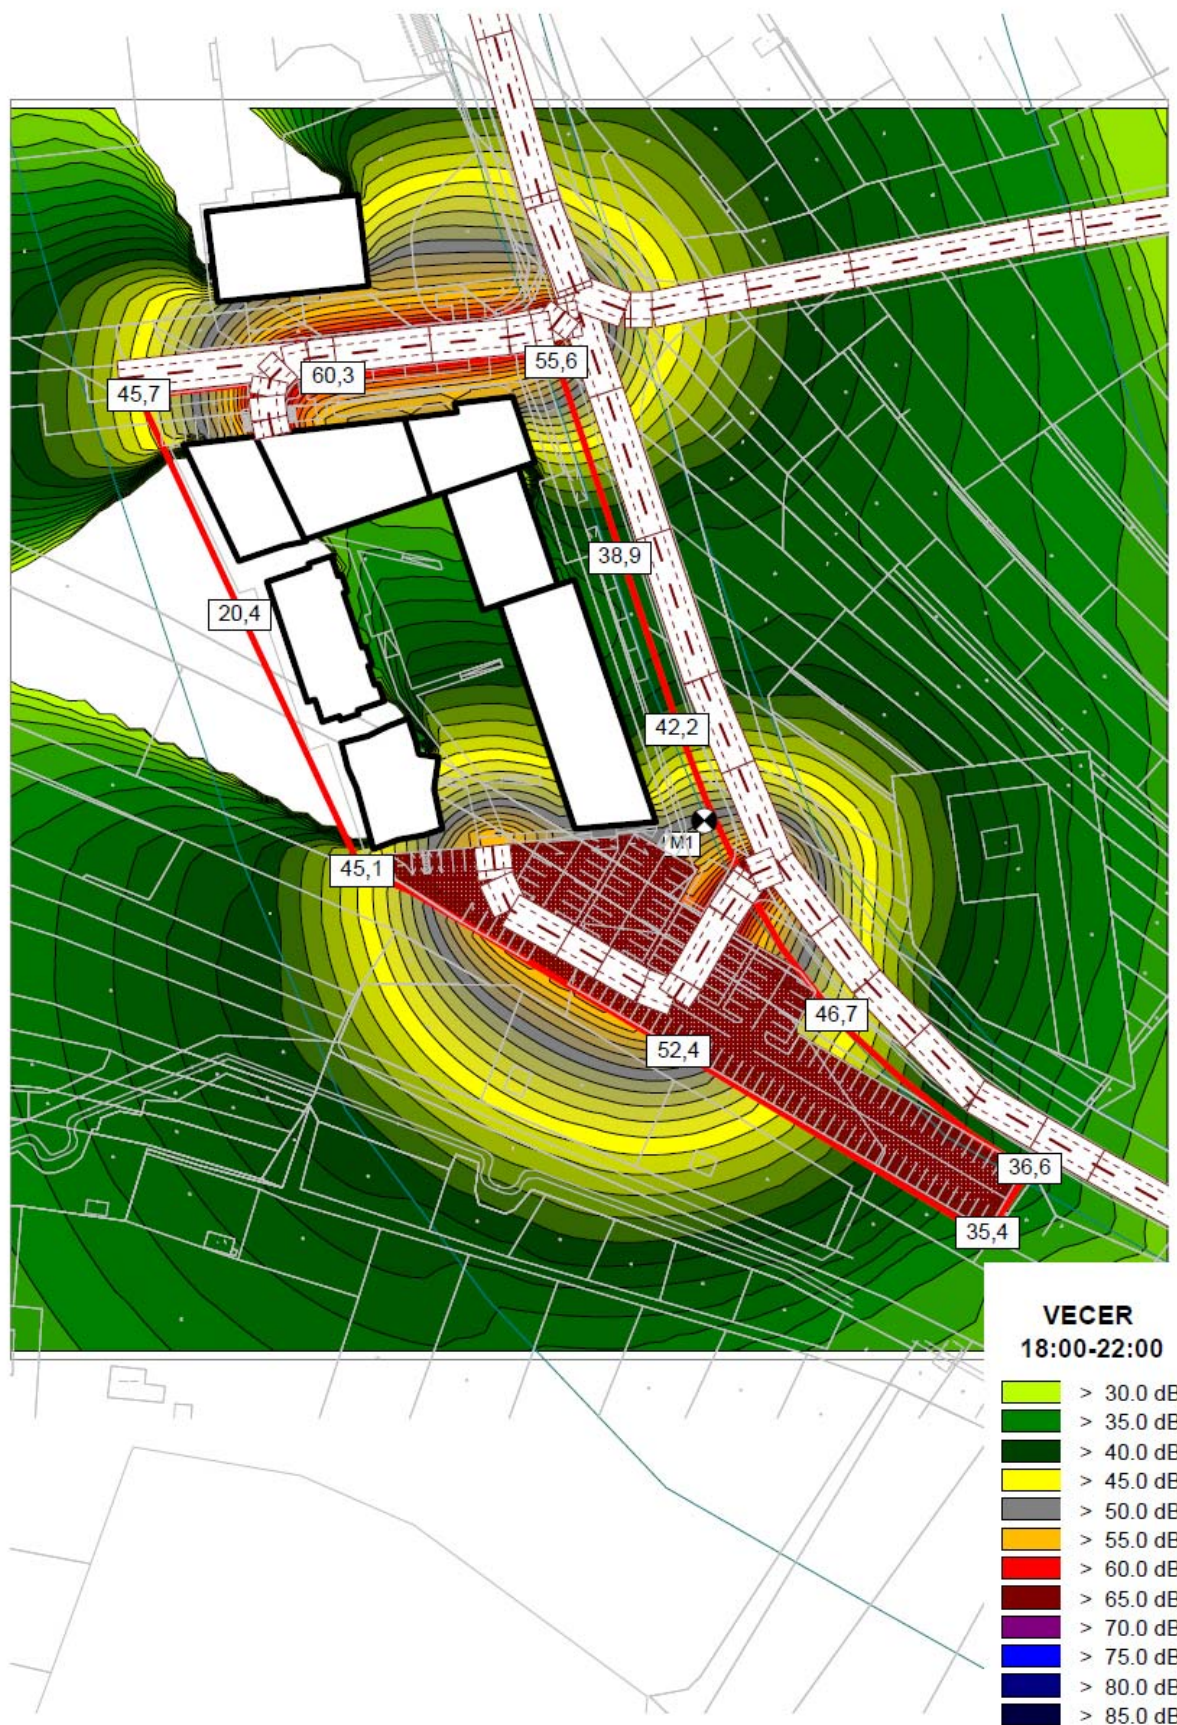 55,6
60,3
45,7
38,9
20,4
42,2
M1
45,1
46,7
52,4
36,6
35,4
VECER
18:00-22:00
> 30.0 dB
> 35.0 dB
> 40.0 dB
> 45.0 dB
> 50.0 dB
> 55.0 dB
> 60.0 dB
> 65.0 dB
> 70.0 dB
> 75.0 dB
> 80.0 dB
> 85.0 dB